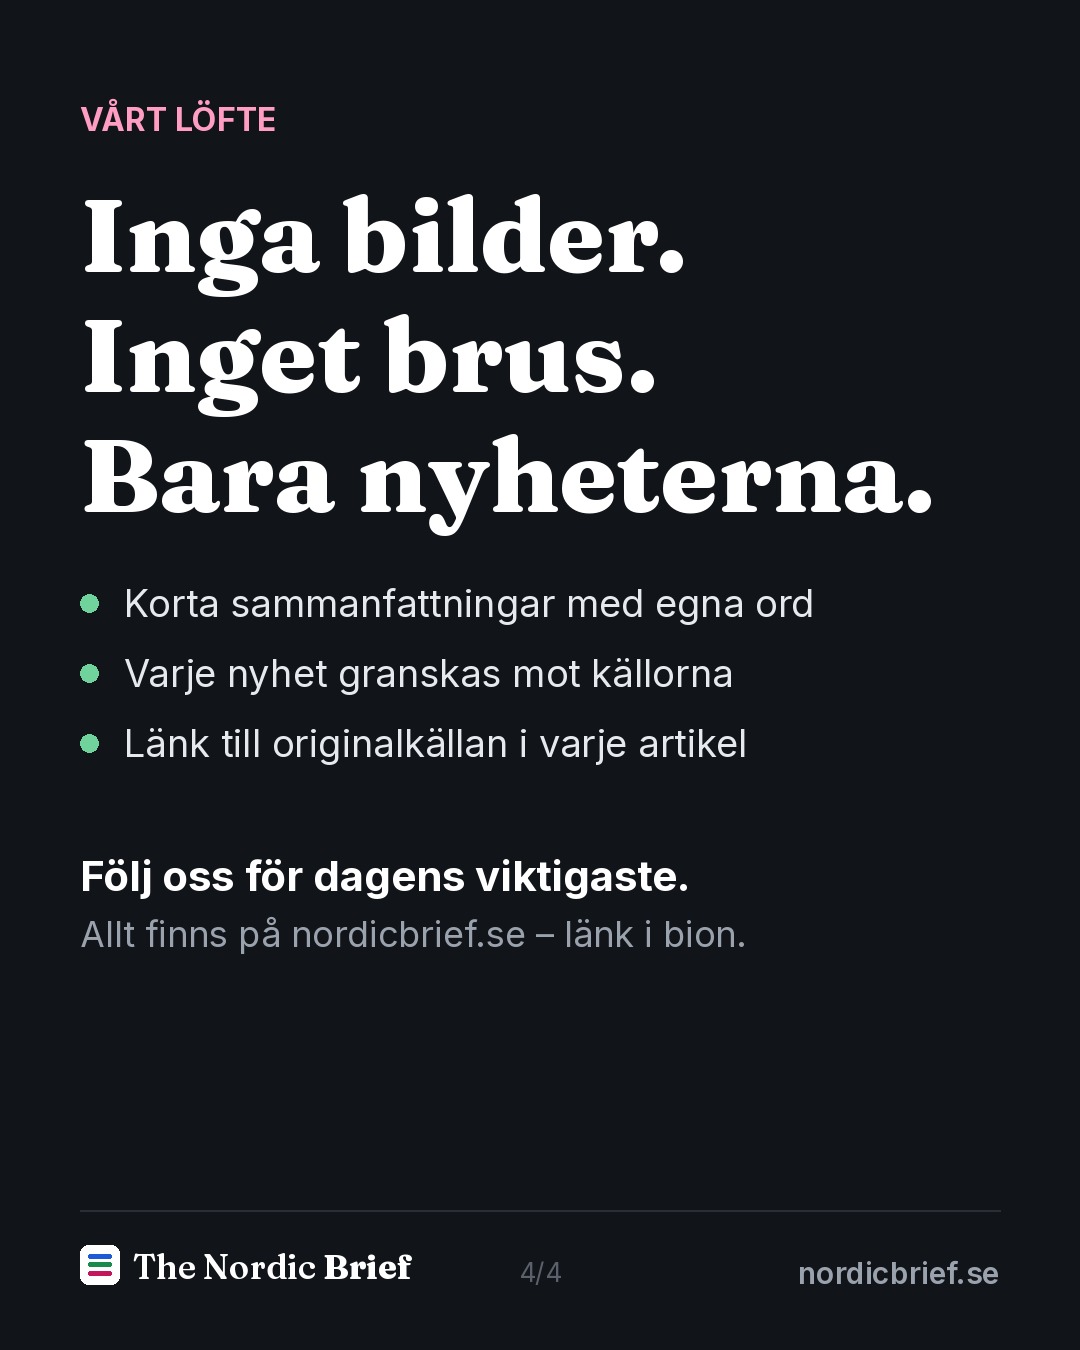 VÅRT LÖFTE
Inga bilder.
Inget brus.
Bara nyheterna.
Korta sammanfattningar med egna ord
Varje nyhet granskas mot källorna
Länk till originalkällan i varje artikel
Följ oss för dagens viktigaste.
Allt finns på nordicbrief.se – länk i bion.
The Nordic Brief
4/4
nordicbrief.se